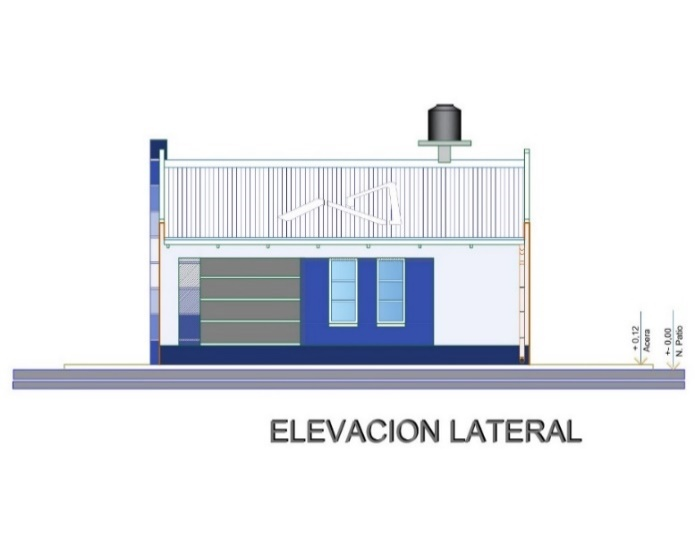 + 0,12
Acera
+- 0,00
N. Patio
ELEVACION LATERAL